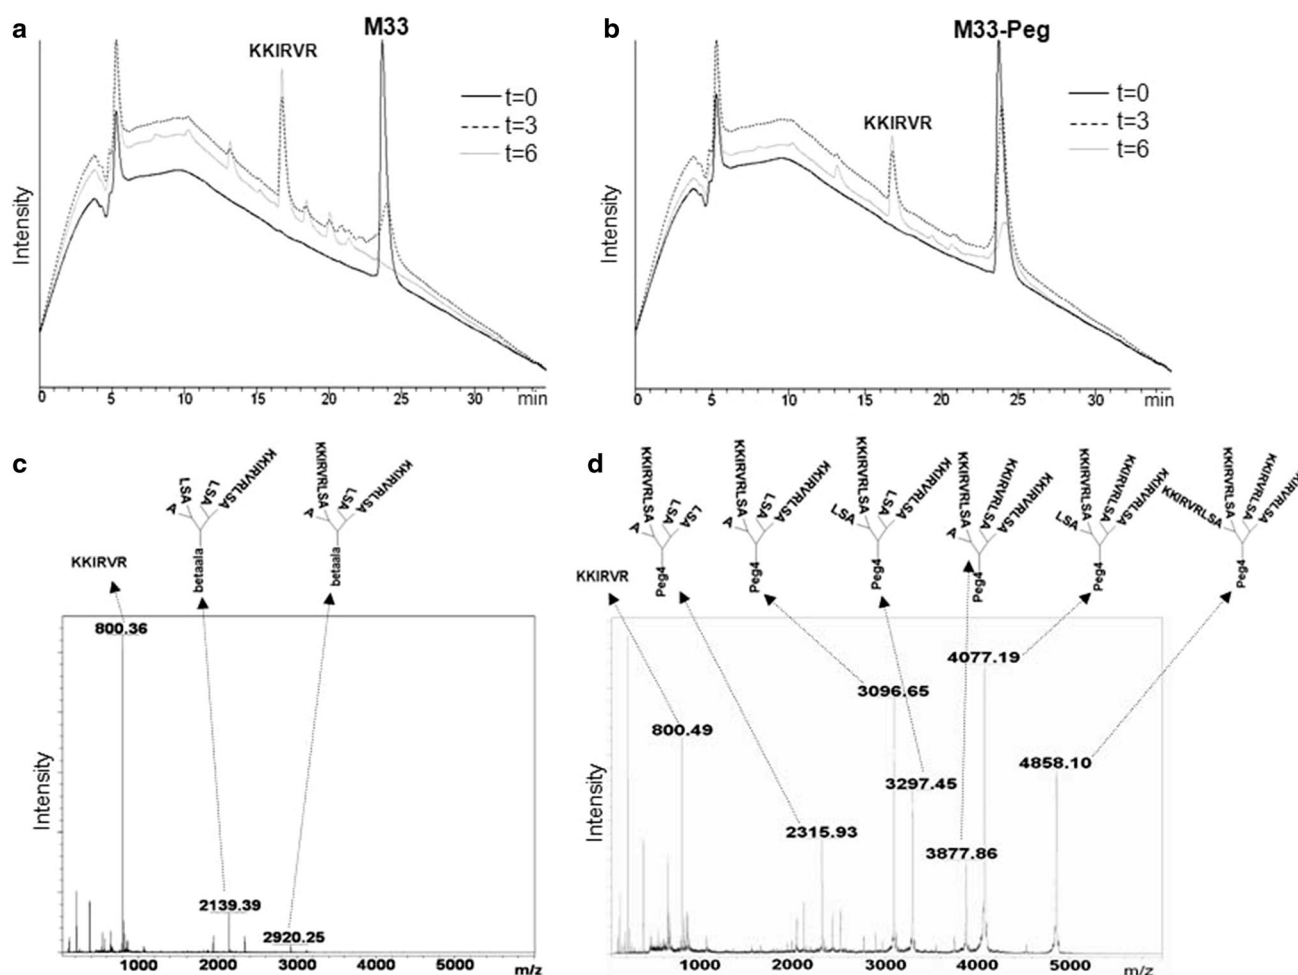 a
M33
KKIRVR
t=0
t=3
t=6
Intensity
0 5 10 15 20 25 30 min
b
M33-Peg
KKIRVR
t=0
t=3
t=6
Intensity
0 5 10 15 20 25 30 min
c
A
LSA
LSA
KKIRVRLSA
betaala
A
KKIRVRLSA
LSA
KKIRVRLSA
betaala
KKIRVR
800.36
2139.39
2920.25
Intensity
1000 2000 3000 4000 5000 m/z
d
A
KKIRVRLSA
LSA
LSA
Peg4
A
KKIRVRLSA
LSA
KKIRVRLSA
Peg4
LSA
KKIRVRLSA
LSA
KKIRVRLSA
Peg4
A
KKIRVRLSA
KKIRVRLSA
KKIRVRLSA
Peg4
LSA
KKIRVRLSA
KKIRVRLSA
KKIRVRLSA
Peg4
KKIRVRLSA
KKIRVRLSA
KKIRVRLSA
KIRVRLSA
Peg4
KKIRVR
800.49
2315.93
3096.65
3297.45
3877.86
4077.19
4858.10
Intensity
1000 2000 3000 4000 5000 m/z